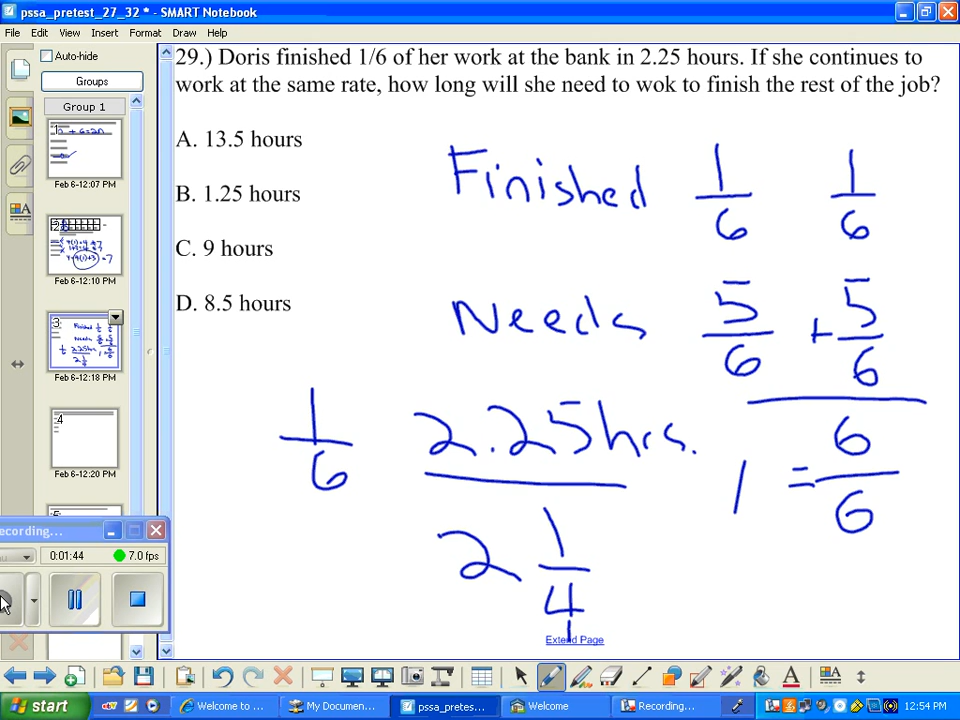 pssa_pretest_27_32 * - SMART Notebook
File Edit View Insert Format Draw Help
Auto-hide
Groups
Group 1
Feb 6-12:07 PM
Feb 6-12:10 PM
3
Feb 6-12:18 PM
4
Feb 6-12:20 PM
29.) Doris finished 1/6 of her work at the bank in 2.25 hours. If she continues to
work at the same rate, how long will she need to wok to finish the rest of the job?
A. 13.5 hours
B. 1.25 hours
C. 9 hours
D. 8.5 hours
Finished 1/6 1/6
Needs 5/6 + 5/6
1/6 2.25 hrs. 1 = 6/6
2 1/4
Extend Page
ecording...
0:01:44 7.0 fps
start
Welcome to ...
My Documen...
pssa_pretes...
Welcome
Recording...
12:54 PM